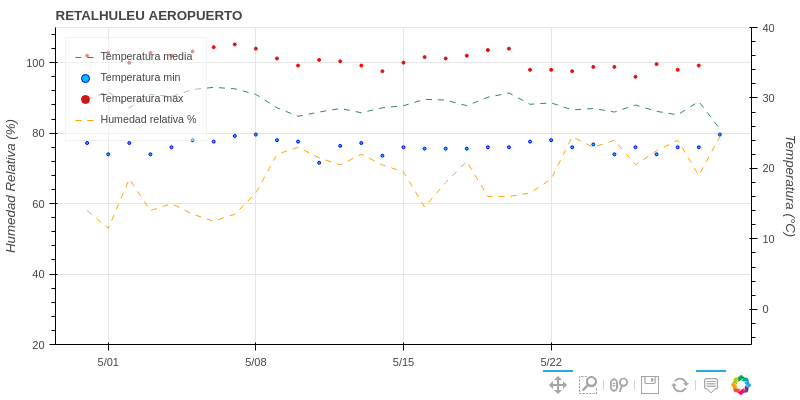 RETALHULEU AEROPUERTO
Temperatura media
Temperatura min
Temperatura max
Humedad relativa %
Humedad Relativa (%)
100
80
60
40
20
Temperatura (°C)
40
30
20
10
0
5/01
5/08
5/15
5/22